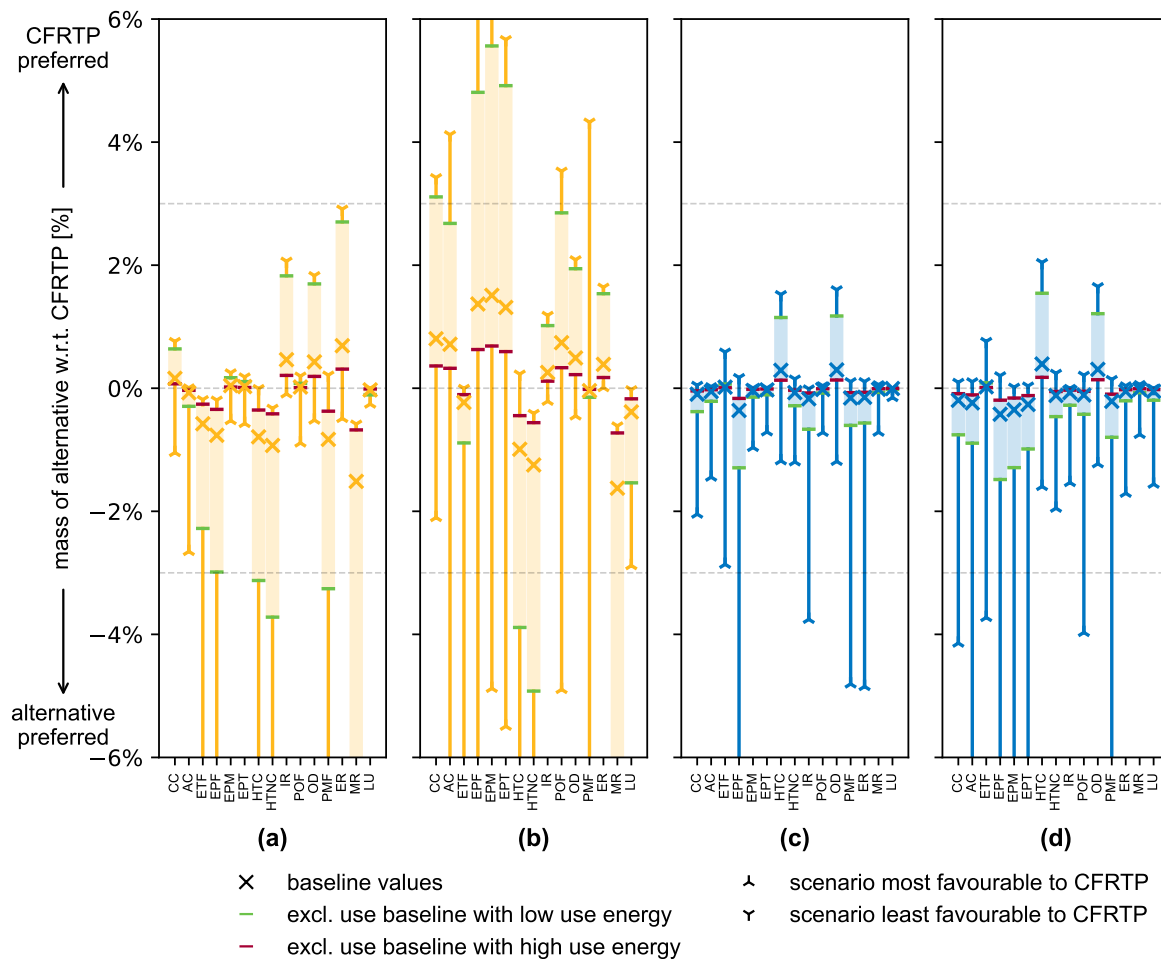 CFRTP
preferred
mass of alternative w.r.t. CFRTP [%]
alternative
preferred
6%
4%
2%
0%
−2%
−4%
−6%
CC AC ETF EPF EPM EPT HTC HTNC IR POF OD PMF ER MR LU
CC AC ETF EPF EPM EPT HTC HTNC IR POF OD PMF ER MR LU
CC AC ETF EPF EPM EPT HTC HTNC IR OD POF PMF ER MR LU
CC AC ETF EPF EPM EPT HTC HTNC IR POF OD PMF ER MR LU
(a)
(b)
(c)
(d)
baseline values
excl. use baseline with low use energy
excl. use baseline with high use energy
scenario most favourable to CFRTP
scenario least favourable to CFRTP